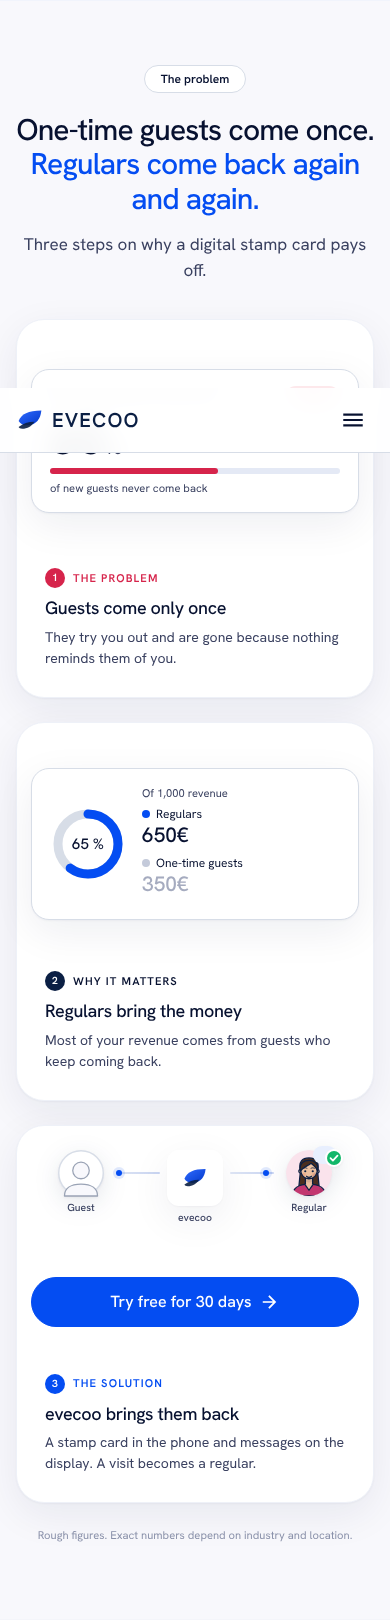 The problem
One-time guests come once.
Regulars come back again
and again.
Three steps on why a digital stamp card pays
off.
EVECOO
of new guests never come back
1 THE PROBLEM
Guests come only once
They try you out and are gone because nothing
reminds them of you.
Of 1,000 revenue
Regulars
650€
65 %
One-time guests
350€
2 WHY IT MATTERS
Regulars bring the money
Most of your revenue comes from guests who
keep coming back.
Guest
evecoo
Regular
Try free for 30 days
3 THE SOLUTION
evecoo brings them back
A stamp card in the phone and messages on the
display. A visit becomes a regular.
Rough figures. Exact numbers depend on industry and location.